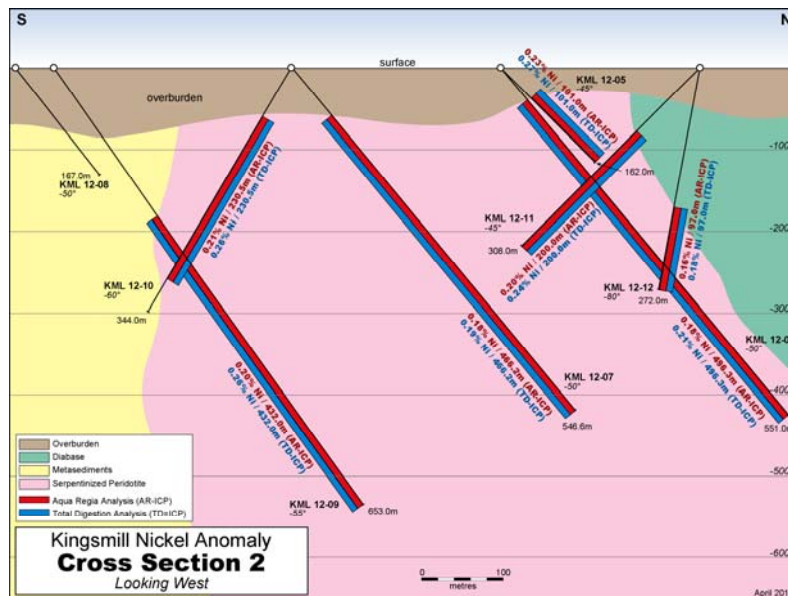 S
N
surface
overburden
0.23% Ni / 101.0m (AR-ICP)
0.27% Ni / 101.0m (TD-ICP)
KML 12-05
-45°
-100
167.0m
KML 12-08
-50°
162.0m
0.21% Ni / 230.5m (AR-ICP)
0.26% Ni / 230.5m (TD-ICP)
KML 12-11
-45°
308.0m
-200
0.16% Ni / 97.0m (AR-ICP)
0.18% Ni / 97.0m (TD-ICP)
0.20% Ni / 200.0m (AR-ICP)
0.24% Ni / 200.0m (TD-ICP)
KML 12-10
-60°
344.0m
KML 12-12
-80°
272.0m
-300
0.18% Ni / 466.2m (AR-ICP)
0.19% Ni / 466.2m (TD-ICP)
0.18% Ni / 496.3m (AR-ICP)
0.21% Ni / 496.3m (TD-ICP)
KML 12-0
-50°
0.20% Ni / 432.0m (AR-ICP)
0.26% Ni / 432.0m (TD-ICP)
KML 12-07
-50°
546.6m
-400
551.0m
Overburden
Diabase
Metasediments
Serpentinized Peridotite
Aqua Regia Analysis (AR-ICP)
Total Digestion Analysis (TD=ICP)
-500
KML 12-09
-55°
653.0m
Kingsmill Nickel Anomaly
Cross Section 2
Looking West
0 100
metres
-600
April 201